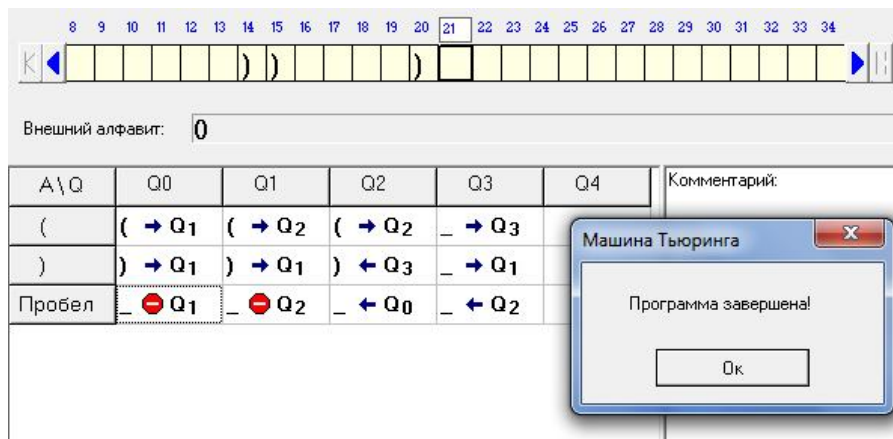 8 9 10 11 12 13 14 15 16 17 18 19 20 21 22 23 24 25 26 27 28 29 30 31 32 33 34
) ) )
Внешний алфавит: ()
A\Q Q0 Q1 Q2 Q3 Q4 Комментарий:
( ( → Q1 ( → Q2 ( → Q2 _ → Q3
Машина Тьюринга
) ) → Q1 ) → Q1 ) ← Q3 _ → Q1
Пробел _ Q1 _ Q2 _ ← Q0 _ ← Q2
Программа завершена!
Ок